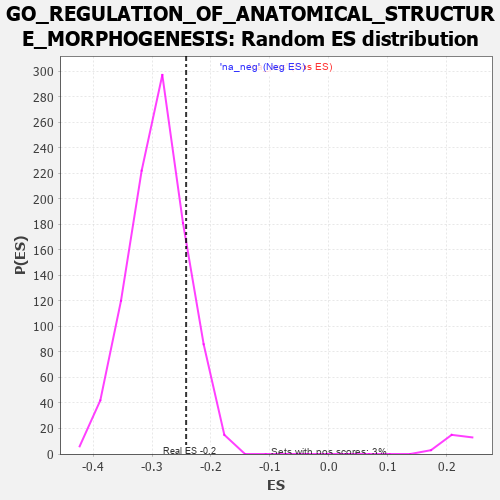 GO_REGULATION_OF_ANATOMICAL_STRUCTUR
E_MORPHOGENESIS: Random ES distribution
'na_neg' (Neg ES)s ES)
300
280
260
240
220
200
180
160
140
120
100
80
60
40
20
0
P(ES)
Real ES -0.2
Sets with pos scores: 3%
-0.4 -0.3 -0.2 -0.1 0.0 0.1 0.2
ES